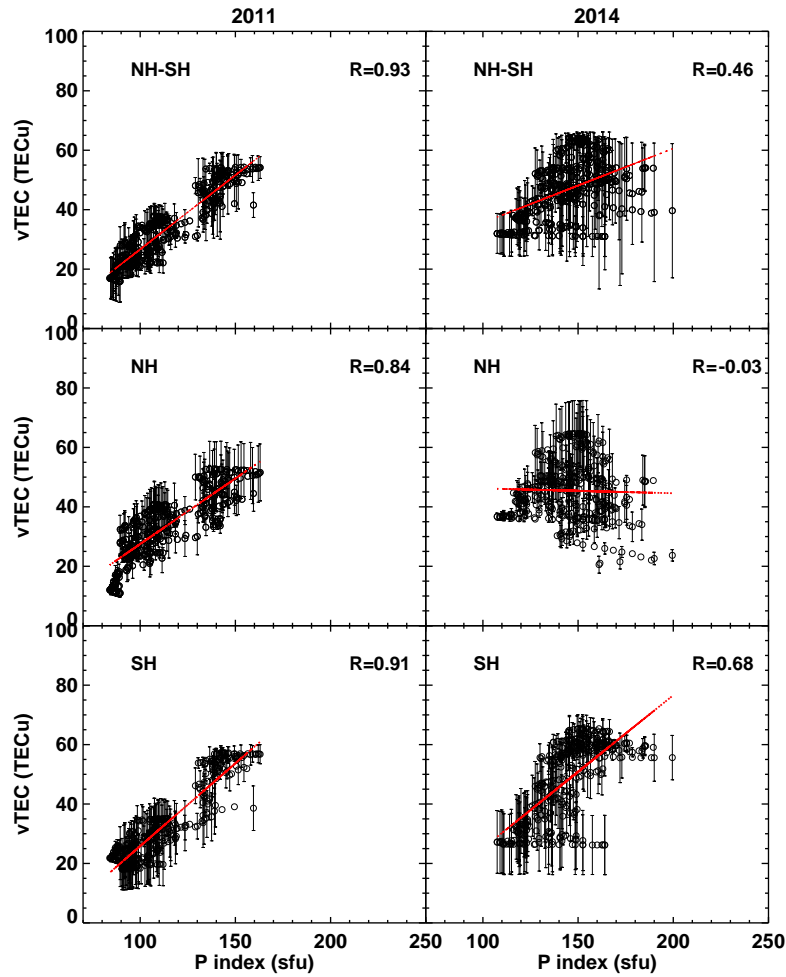 2011 2014
100
NH-SH R=0.93 NH-SH R=0.46
80
60
vTEC (TECu)
40
20
0
100
NH R=0.84 NH R=-0.03
80
60
vTEC (TECu)
40
20
0
100
SH R=0.91 SH R=0.68
80
60
vTEC (TECu)
40
20
0
100 150 200 250 100 150 200 250
P index (sfu) P index (sfu)